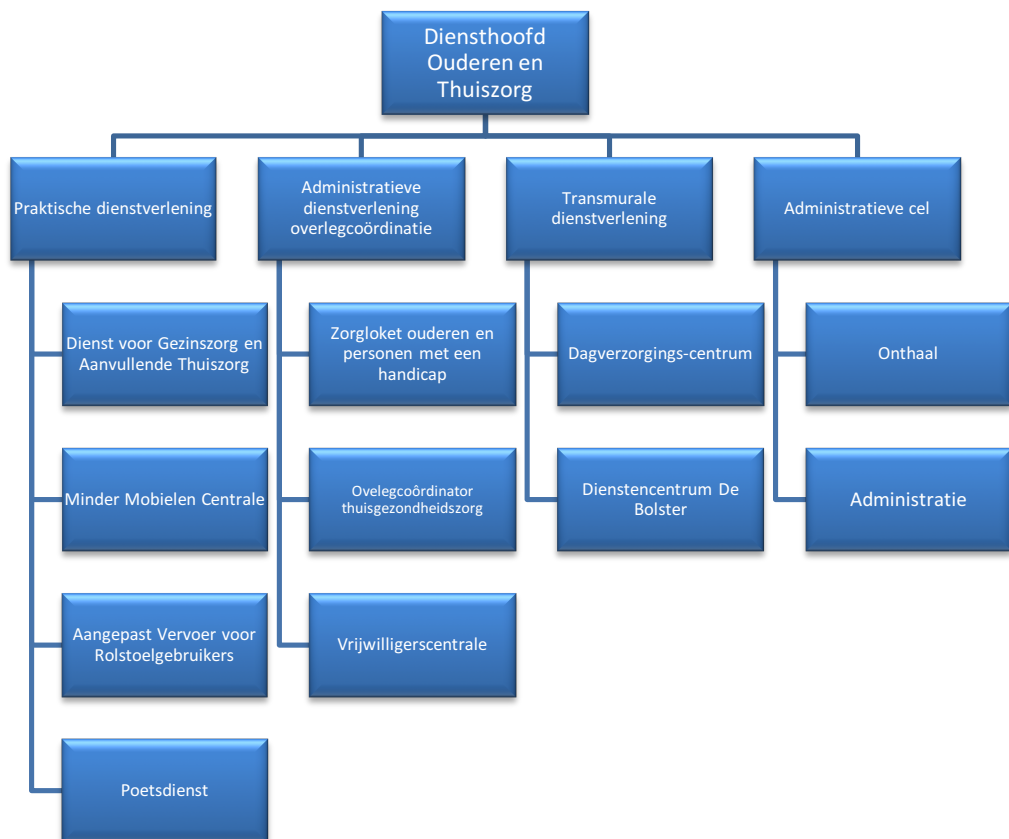 Diensthoofd
Ouderen en
Thuiszorg
Praktische dienstverlening
Administratieve
dienstverlening
overlegcoördinatie
Transmurale
dienstverlening
Administratieve cel
Dienst voor Gezinszorg en
Aanvullende Thuiszorg
Zorgloket ouderen en
personen met een
handicap
Dagverzorgings-centrum
Onthaal
Minder Mobielen Centrale
Ovelegcoôrdinator
thuisgezondheidszorg
Dienstencentrum De
Bolster
Administratie
Aangepast Vervoer voor
Rolstoelgebruikers
Vrijwilligerscentrale
Poetsdienst